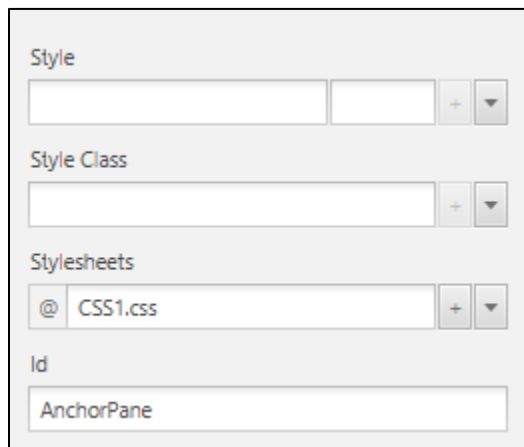 Style
+
Style Class
+
Stylesheets
@ CSS1.css +
Id
AnchorPane